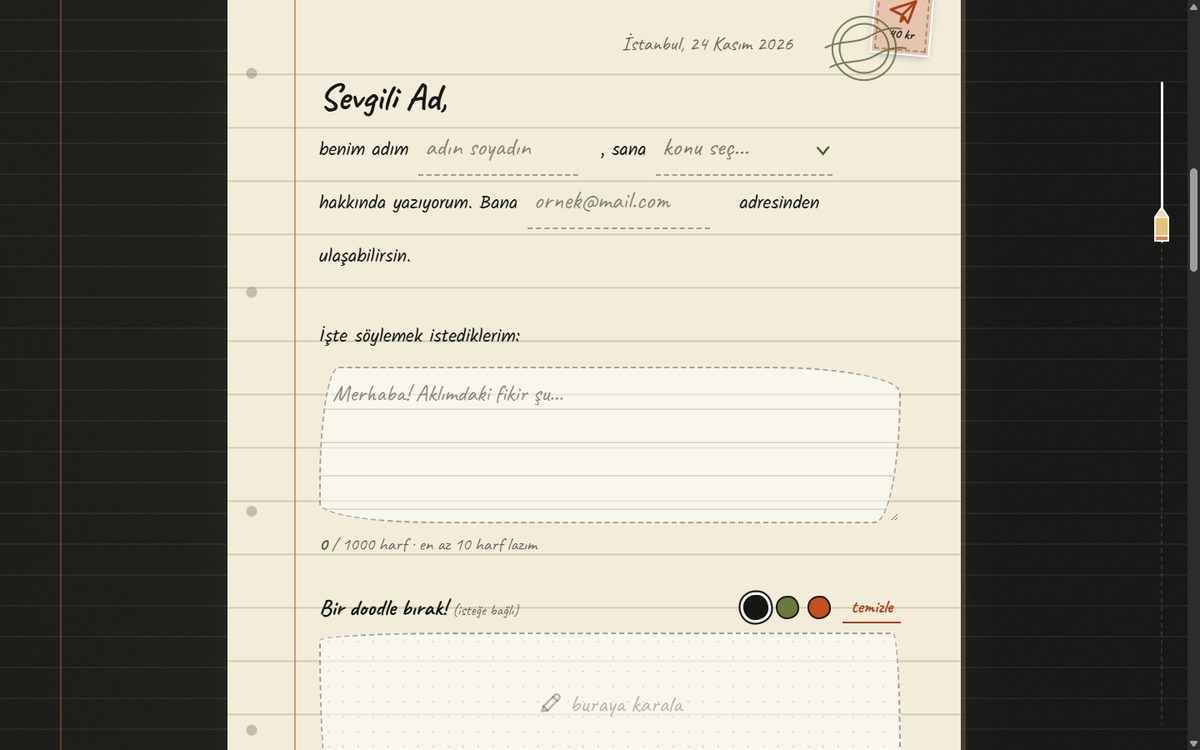 40 kr
İstanbul, 24 Kasım 2026
Sevgili Ad,
benim adım adın soyadın , sana konu seç...
hakkında yazıyorum. Bana ornek@mail.com adresinden
ulaşabilirsin.
İşte söylemek istediklerim:
Merhaba! Aklımdaki fikir şu...
0 / 1000 harf · en az 10 harf lazım
Bir doodle bırak! (isteğe bağlı) temizle
buraya karala